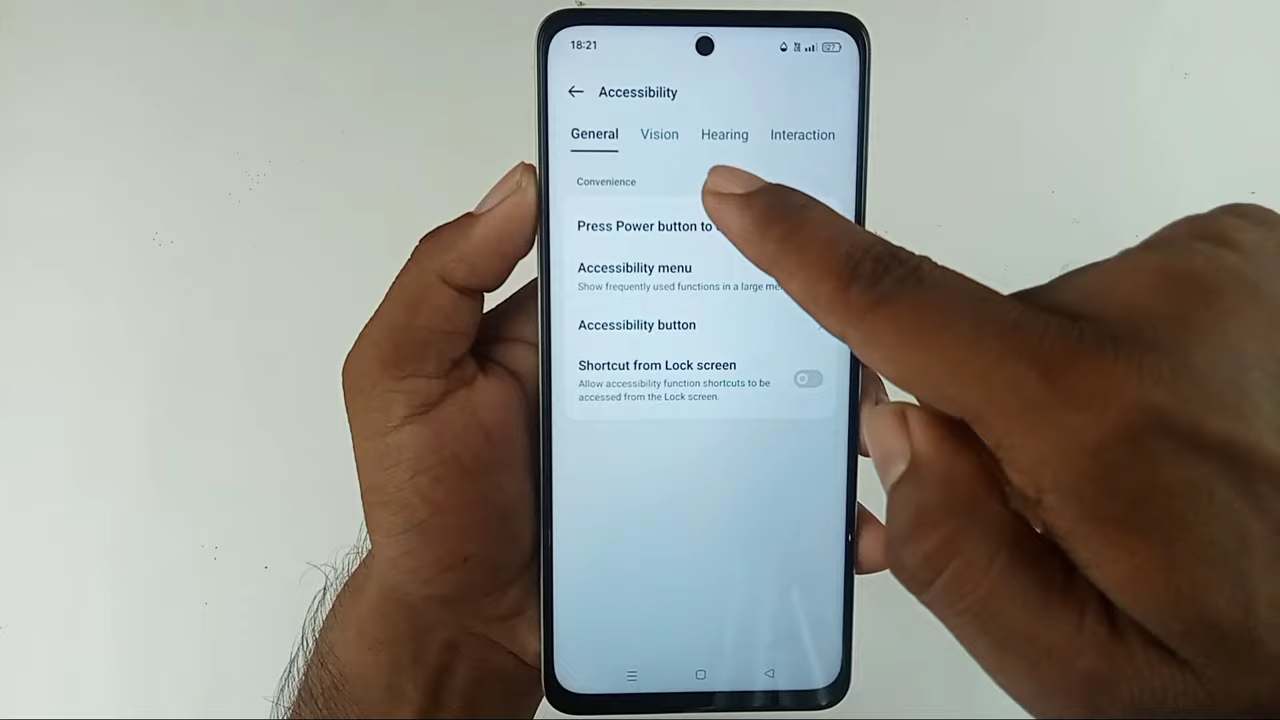 18:21
Accessibility
General Vision Hearing Interaction
Convenience
Press Power button to
Accessibility menu
Show frequently used functions in a large
Accessibility button
Shortcut from Lock screen
Allow accessibility function shortcuts to be
accessed from the Lock screen.